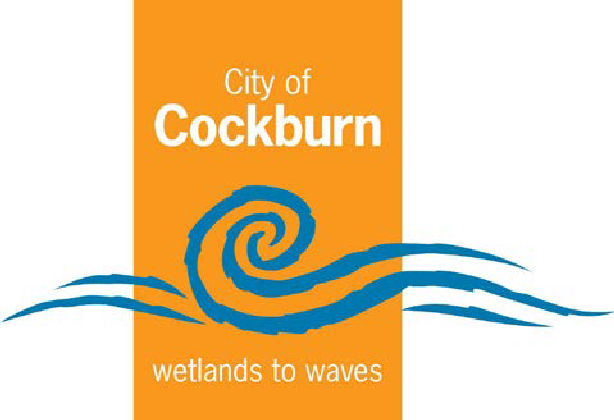 City of
Cockburn
wetlands to waves